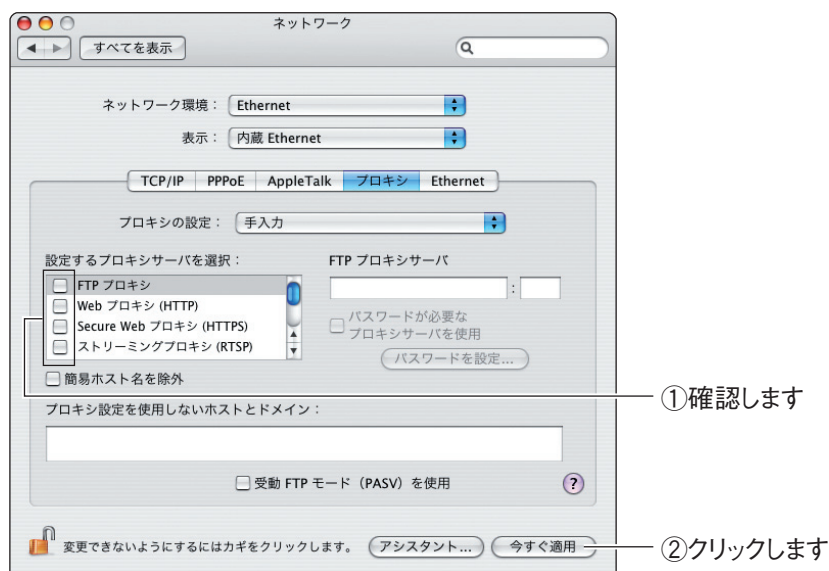 ネットワーク
すべてを表示
ネットワーク環境： Ethernet
表示： 内蔵 Ethernet
TCP/IP PPPoE AppleTalk プロキシ Ethernet
プロキシの設定： 手入力
設定するプロキシサーバを選択：
FTP プロキシ
Web プロキシ (HTTP)
Secure Web プロキシ (HTTPS)
ストリーミングプロキシ (RTSP)
FTP プロキシサーバ
:
パスワードが必要な
プロキシサーバを使用
パスワードを設定...
簡易ホスト名を除外
①確認します
プロキシ設定を使用しないホストとドメイン：
受動 FTP モード（PASV）を使用
?
変更できないようにするにはカギをクリックします。 アシスタント... 今すぐ適用
②クリックします